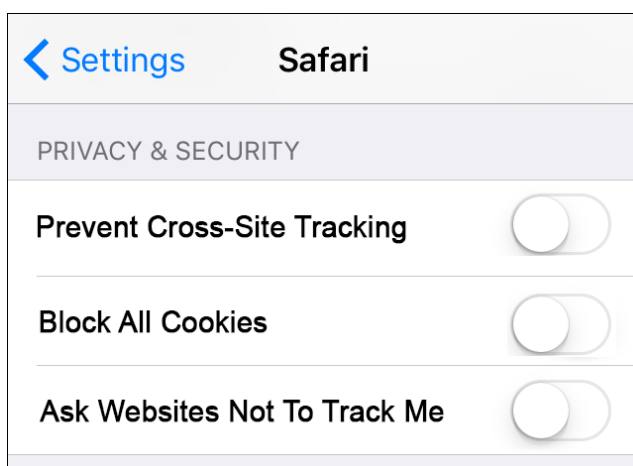 Settings Safari
PRIVACY & SECURITY
Prevent Cross-Site Tracking
Block All Cookies
Ask Websites Not To Track Me